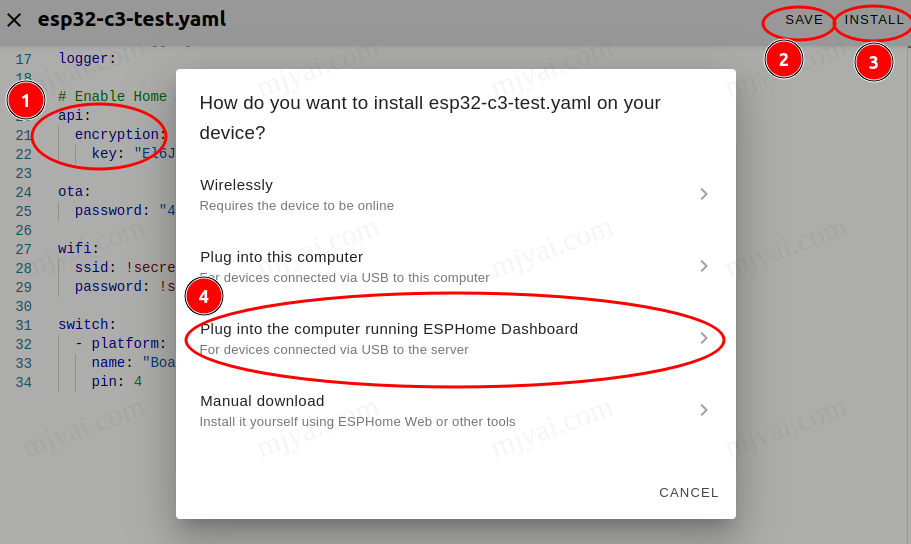 esp32-c3-test.yaml
SAVE
INSTALL
2
3
17 logger:
18
1
# Enable Home
api:
21 encryption:
22 key: "El6J
23
24 ota:
25 password: "4
26
27 wifi:
28 ssid: !secre
29 password: !s
30
31 switch:
32 - platform:
33 name: "Boa
34 pin: 4
How do you want to install esp32-c3-test.yaml on your
device?
Wirelessly
Requires the device to be online
Plug into this computer
For devices connected via USB to this computer
4
Plug into the computer running ESPHome Dashboard
For devices connected via USB to the server
Manual download
Install it yourself using ESPHome Web or other tools
CANCEL
mjyai.com
mjyai.com
mjyai.com
mjyai.com
mjyai.com
mjyai.com
mjyai.com
mjyai.com
mjyai.com
mjyai.com
mjyai.com
mjyai.com